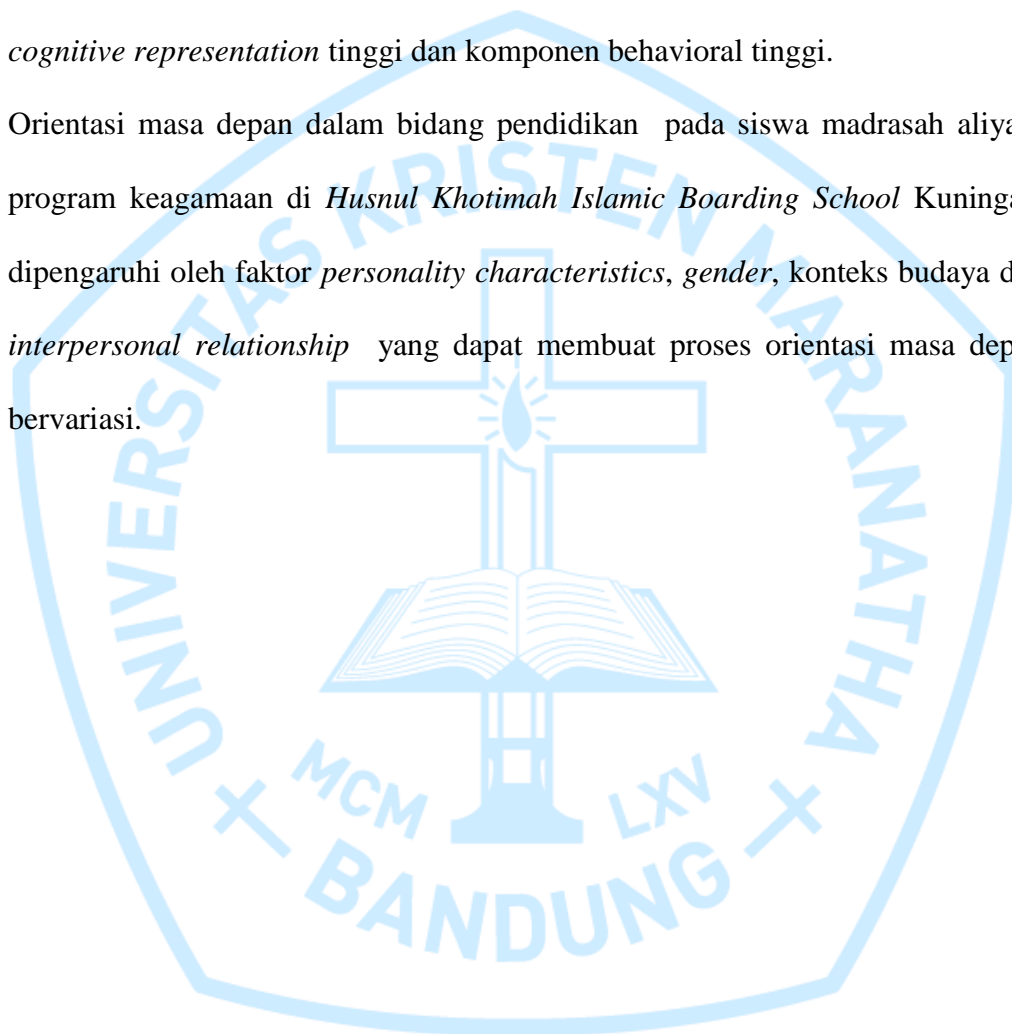 cognitive representation tinggi dan komponen behavioral tinggi.
Orientasi masa depan dalam bidang pendidikan pada siswa madrasah aliya
program keagamaan di Husnul Khotimah Islamic Boarding School Kuninga
dipengaruhi oleh faktor personality characteristics, gender, konteks budaya d
interpersonal relationship yang dapat membuat proses orientasi masa dep
bervariasi.
UNIVERSITAS KRISTEN MARANATHA
MCM LXV
BANDUNG